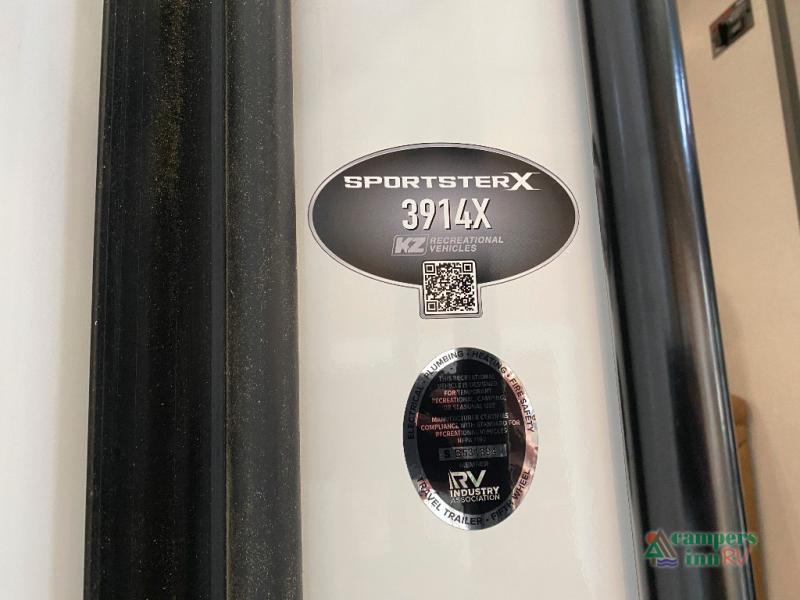 SPORTSTERX
3914X
KZ RECREATIONAL
VEHICLES
ELECTRICAL • PLUMBING • HEATING • FIRE SAFETY
THIS RECREATIONAL
VEHICLE IS DESIGNED
FOR TEMPORARY
RECREATIONAL, CAMPING,
OR SEASONAL USE
MANUFACTURER CERTIFIES
COMPLIANCE WITH STANDARD FOR
RECREATIONAL VEHICLES
NFPA 1192
MEMBER
RV
INDUSTRY
ASSOCIATION
TRAVEL TRAILER • FIFTH WHEEL
campers
inn RV